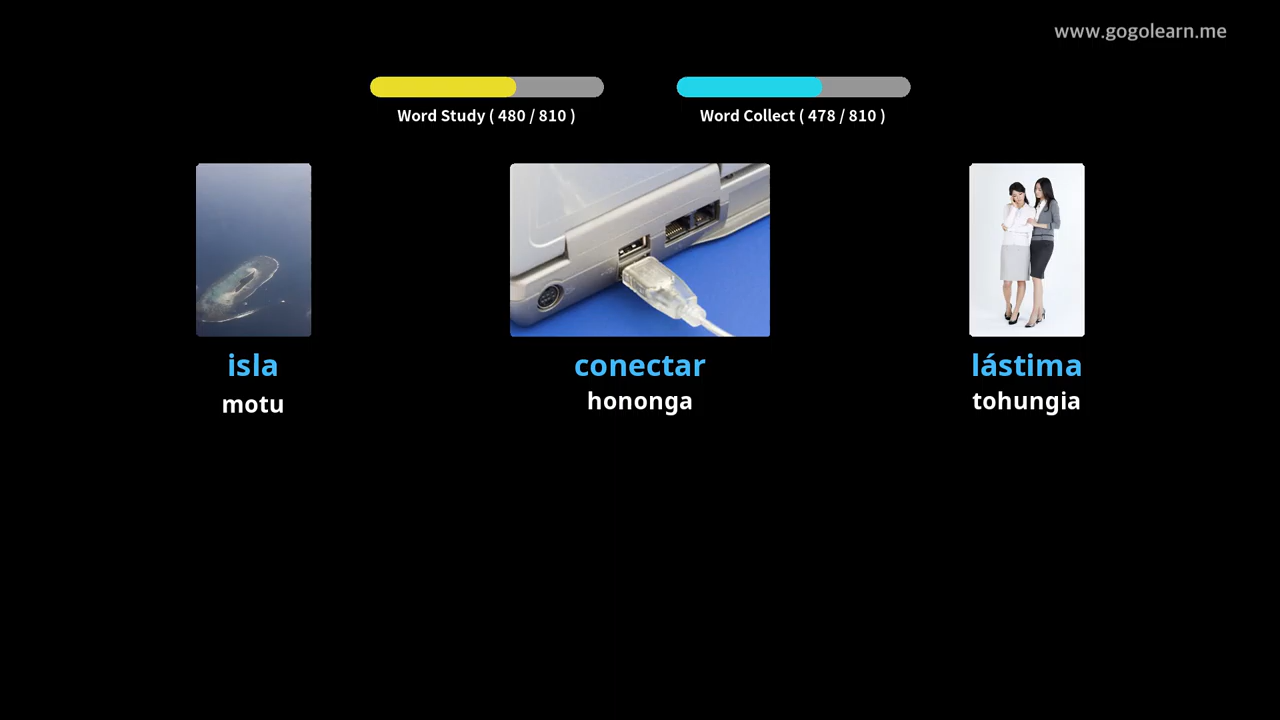 www.gogolearn.me
Word Study ( 480 / 810 )
Word Collect ( 478 / 810 )
isla
motu
conectar
hononga
lástima
tohungia